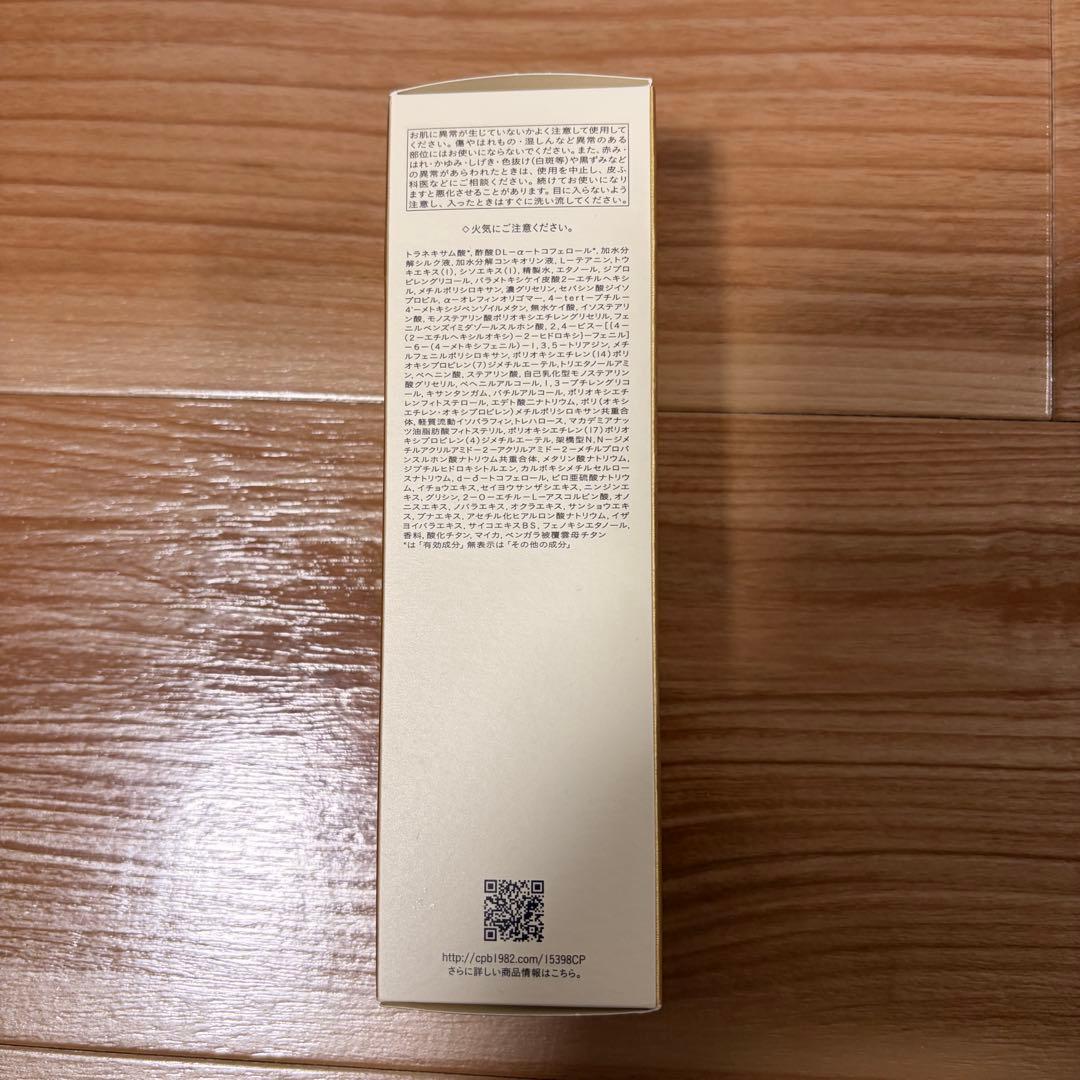 お肌に異常が生じていないかよく注意して使用して
ください。傷やはれもの・湿しんなど異常のある
部位にはお使いにならないでください。また、赤み・
はれ・かゆみ・しげき・色抜け(白斑等)や黒ずみなど
の異常があらわれたときは、使用を中止し、皮ふ
科医などにご相談ください。続けてお使いになり
ますと悪化させることがあります。目に入らないよう
注意し、入ったときはすぐに洗い流してください。
◇火気にご注意ください。
トラネキサム酸*,酢酸DL-α-トコフェロール*,加水分
解シルク液,加水分解コンキオリン液,L-テアニン,トウ
キエキス(1),シソエキス(1),精製水,エタノール,ジプロ
ピレングリコール,パラメトキシケイ皮酸2-エチルヘキシ
ル,メチルポリシロキサン,濃グリセリン,セバシン酸ジイソ
プロピル,α-オレフィンオリゴマー,4-tert-ブチル-
4'-メトキシジベンゾイルメタン,無水ケイ酸,イソステアリ
ン酸,モノステアリン酸ポリオキシエチレングリセリル,フェ
ニルベンズイミダゾールスルホン酸,2,4-ビス-[{4-
(2-エチルヘキシルオキシ)-2-ヒドロキシ}-フェニル]
-6-(4-メトキシフェニル)-1,3,5-トリアジン,メチ
ルフェニルポリシロキサン,ポリオキシエチレン(14)ポリ
オキシプロピレン(7)ジメチルエーテル,トリエタノールアミ
ン,ベヘニン酸,ステアリン酸,自己乳化型モノステアリン
酸グリセリル,ベヘニルアルコール,1,3-ブチレングリコ
ール,キサンタンガム,バチルアルコール,ポリオキシエチ
レンフィトステロール,エデト酸二ナトリウム,ポリ(オキシ
エチレン・オキシプロピレン)メチルポリシロキサン共重合
体,軽質流動イソパラフィン,トレハロース,マカデミアナッ
ツ油脂肪酸フィトステリル,ポリオキシエチレン(17)ポリオ
キシプロピレン(4)ジメチルエーテル,架橋型N,N-ジメ
チルアクリルアミド-2-アクリルアミド-2-メチルプロパ
ンスルホン酸ナトリウム共重合体,メタリン酸ナトリウム,
ジブチルヒドロキシトルエン,カルボキシメチルセルロー
スナトリウム,d-δ-トコフェロール,ピロ亜硫酸ナトリウ
ム,イチョウエキス,セイヨウサンザシエキス,ニンジンエ
キス,グリシン,2-O-エチル-L-アスコルビン酸,オノ
ニスエキス,ノバラエキス,オクラエキス,サンショウエキ
ス,ブナエキス,アセチル化ヒアルロン酸ナトリウム,イザ
ヨイバラエキス,サイコエキスBS,フェノキシエタノール,
香料,酸化チタン,マイカ,ベンガラ被覆雲母チタン
*は「有効成分」無表示は「その他の成分」
http://cpb1982.com/15398CP
さらに詳しい商品情報はこちら。